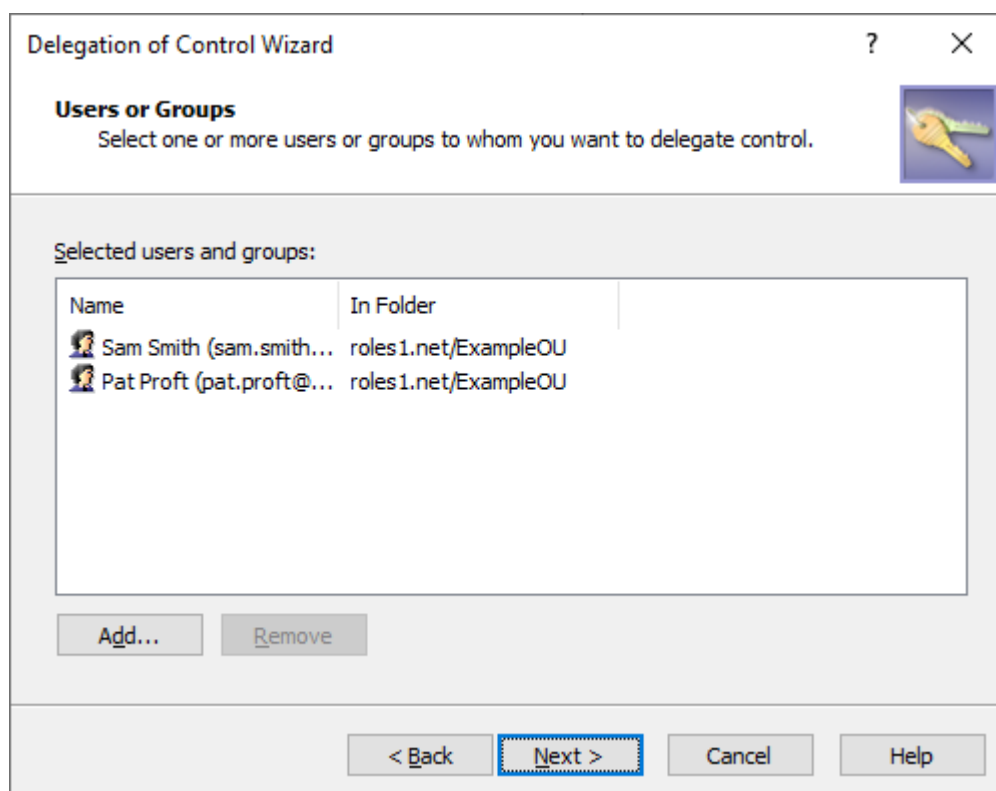 Delegation of Control Wizard ? ✕
Users or Groups
Select one or more users or groups to whom you want to delegate control.
Selected users and groups:
Name In Folder
Sam Smith (sam.smith... roles1.net/ExampleOU
Pat Proft (pat.proft@... roles1.net/ExampleOU
Add... Remove
< Back Next > Cancel Help